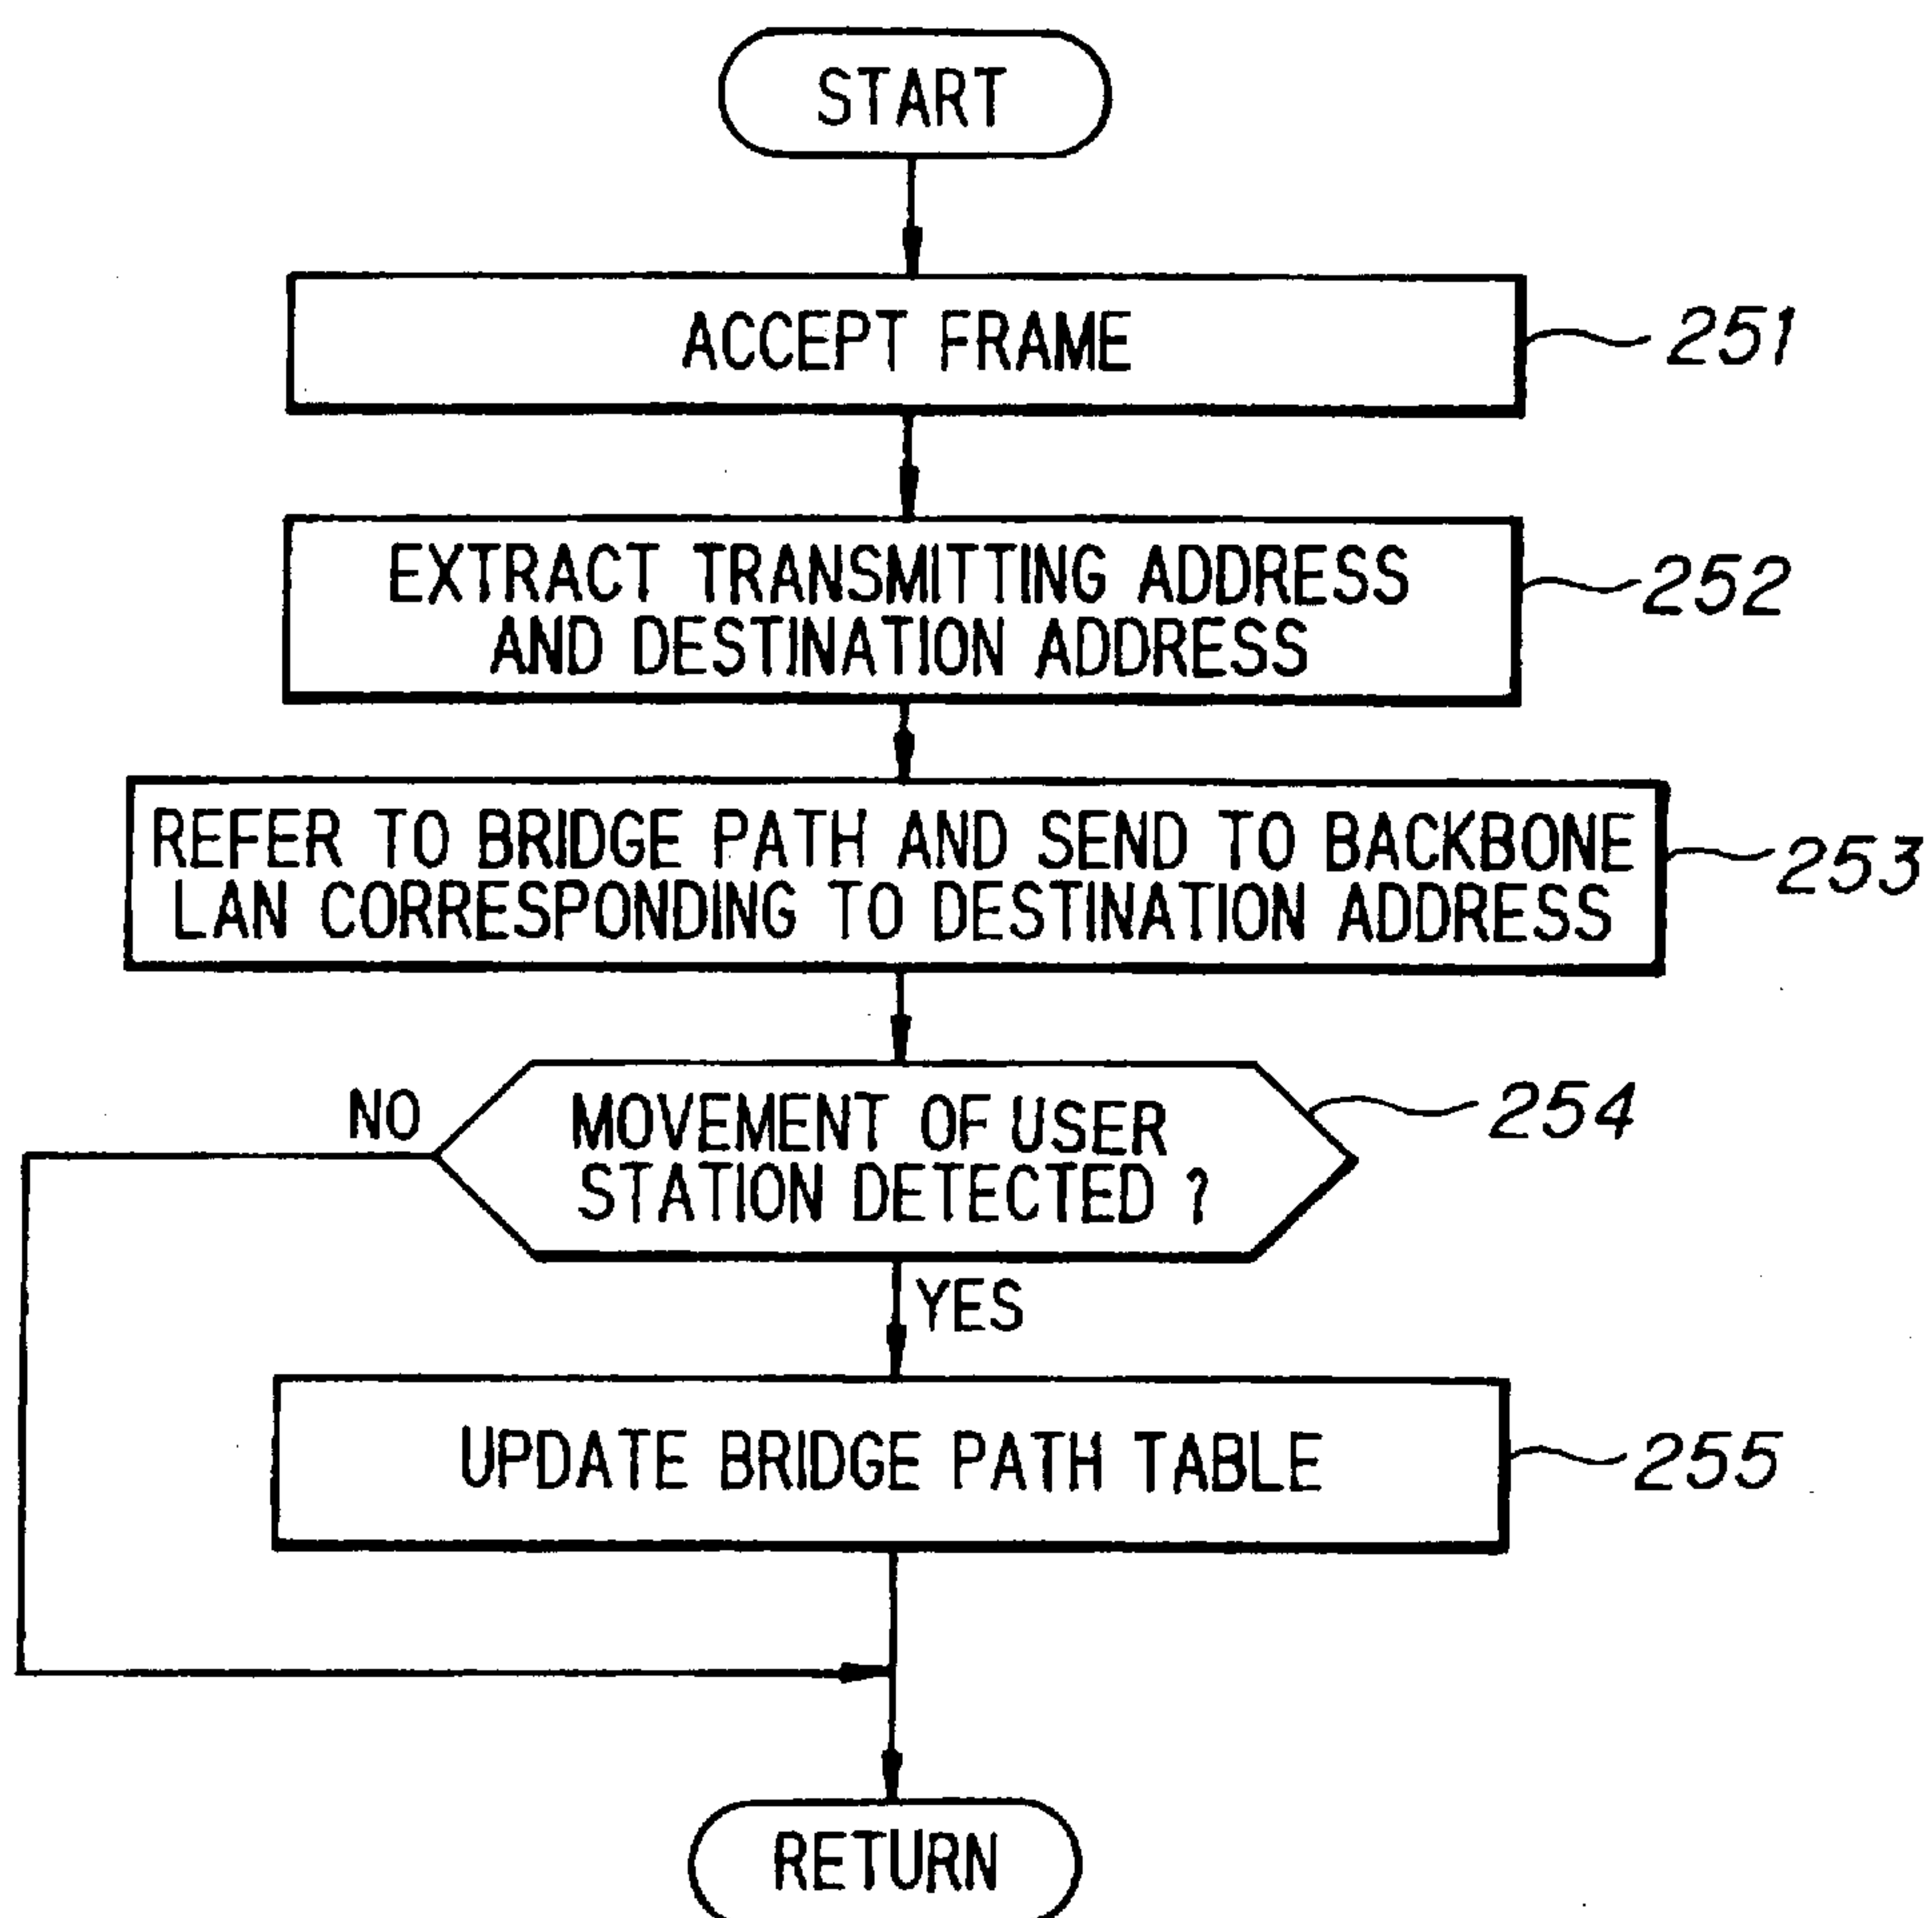 START
ACCEPT FRAME
251
EXTRACT TRANSMITTING ADDRESS
AND DESTINATION ADDRESS
252
REFER TO BRIDGE PATH AND SEND TO BACKBONE
LAN CORRESPONDING TO DESTINATION ADDRESS
253
NO
MOVEMENT OF USER
STATION DETECTED ?
254
YES
UPDATE BRIDGE PATH TABLE
255
RETURN